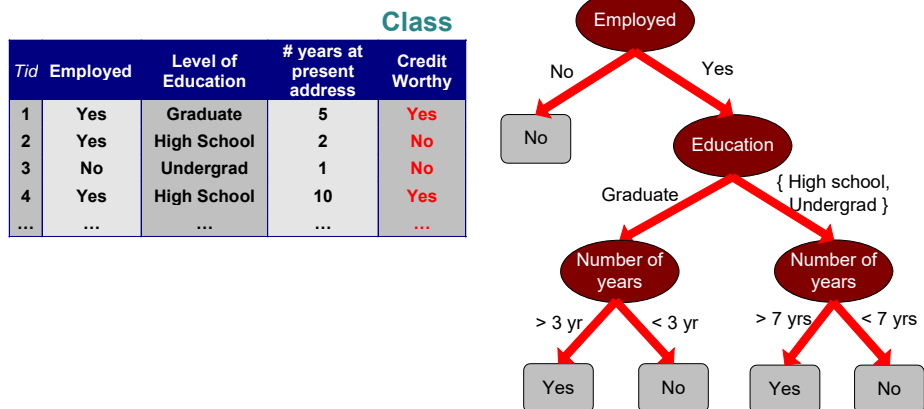 Class
Tid Employed Level of Education # years at present address Credit Worthy
1 Yes Graduate 5 Yes
2 Yes High School 2 No
3 No Undergrad 1 No
4 Yes High School 10 Yes
… … … … …
Employed
No Yes
No
Education
Graduate { High school,
Undergrad }
Number of
years
Number of
years
> 3 yr < 3 yr > 7 yrs < 7 yrs
Yes No Yes No